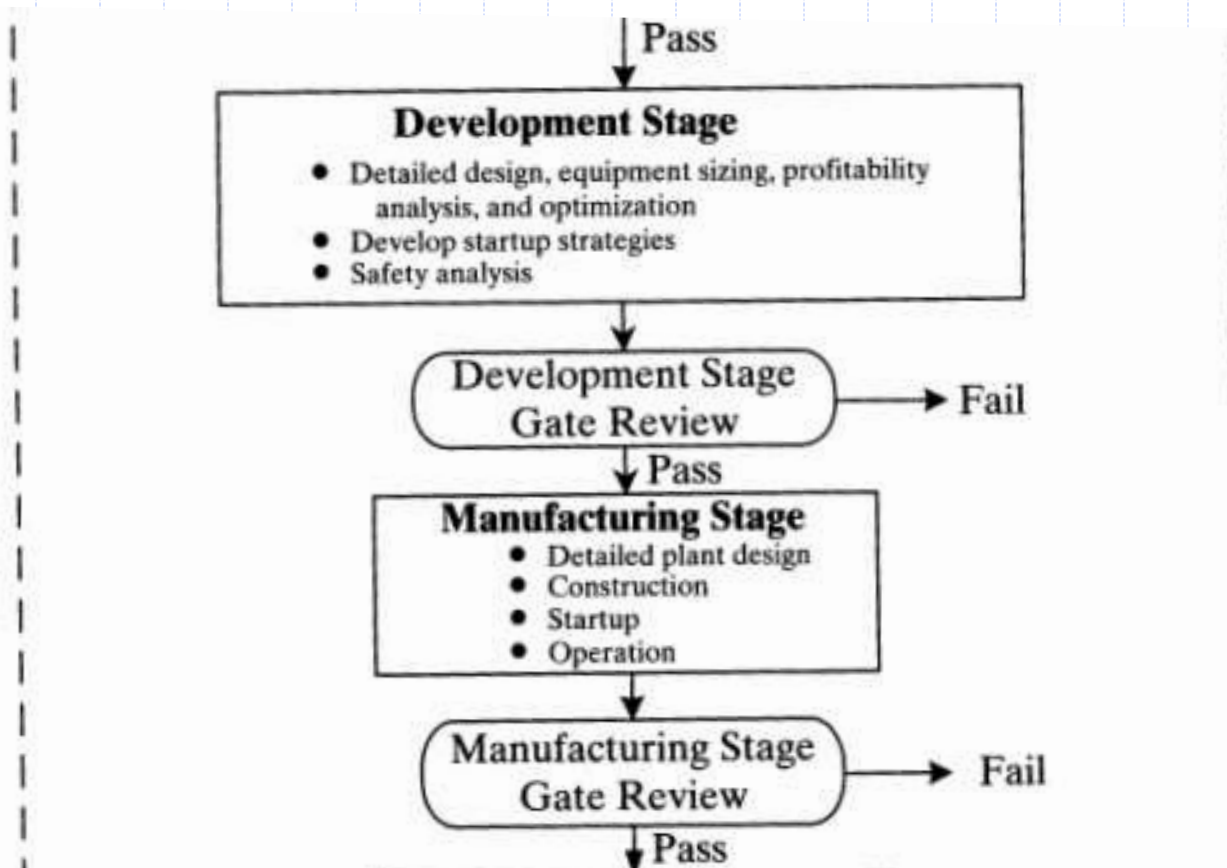 Pass
Development Stage
● Detailed design, equipment sizing, profitability
analysis, and optimization
● Develop startup strategies
● Safety analysis
Development Stage
Gate Review
Fail
Pass
Manufacturing Stage
● Detailed plant design
● Construction
● Startup
● Operation
Manufacturing Stage
Gate Review
Fail
Pass